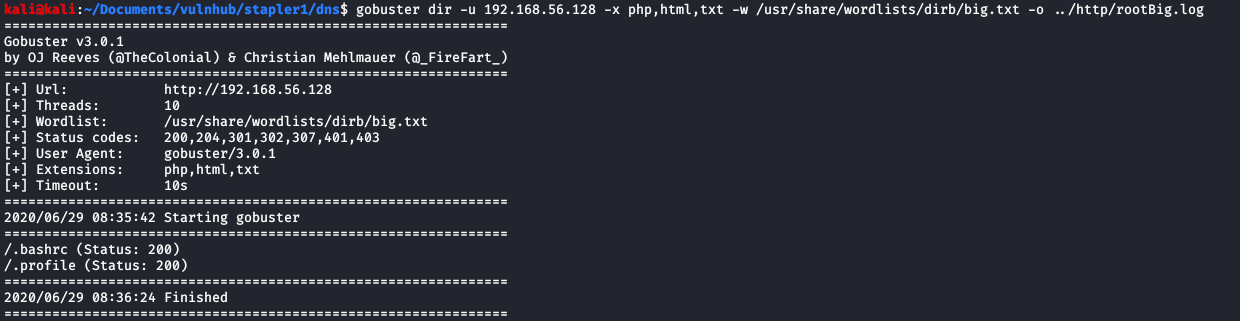 kali@kali:~/Documents/vulnhub/stapler1/dns$ gobuster dir -u 192.168.56.128 -x php,html,txt -w /usr/share/wordlists/dirb/big.txt -o ../http/rootBig.log
===============================================================
Gobuster v3.0.1
by OJ Reeves (@TheColonial) & Christian Mehlmauer (@_FireFart_)
===============================================================
[+] Url:            http://192.168.56.128
[+] Threads:        10
[+] Wordlist:       /usr/share/wordlists/dirb/big.txt
[+] Status codes:   200,204,301,302,307,401,403
[+] User Agent:     gobuster/3.0.1
[+] Extensions:     php,html,txt
[+] Timeout:        10s
===============================================================
2020/06/29 08:35:42 Starting gobuster
===============================================================
/.bashrc (Status: 200)
/.profile (Status: 200)
===============================================================
2020/06/29 08:36:24 Finished
===============================================================